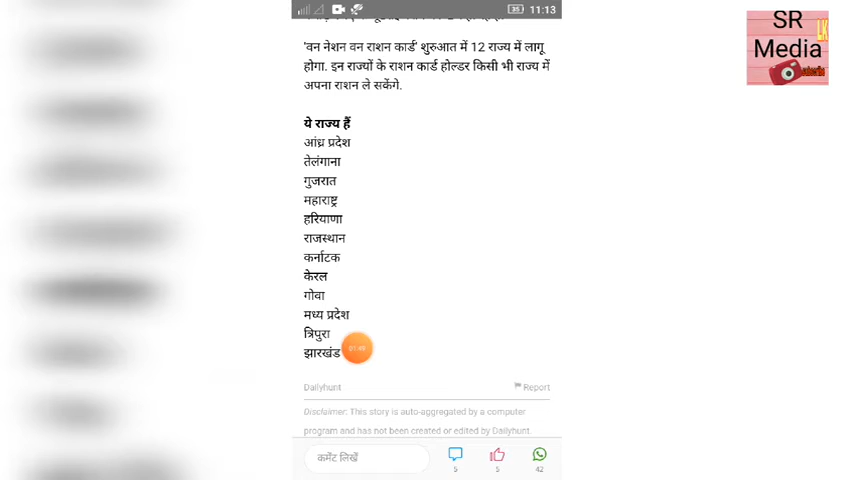 11:13
SR
Media
'वन नेशन वन राशन कार्ड' शुरुआत में 12 राज्य में लागू
होगा. इन राज्यों के राशन कार्ड होल्डर किसी भी राज्य में
अपना राशन ले सकेंगे.
ये राज्य हैं
आंध्र प्रदेश
तेलंगाना
गुजरात
महाराष्ट्र
हरियाणा
राजस्थान
कर्नाटक
केरल
गोवा
मध्य प्रदेश
त्रिपुरा
झारखंड
Dailyhunt
Report
Disclaimer: This story is auto-aggregated by a computer
program and has not been created or edited by Dailyhunt.
कमेंट लिखें
5
5
42